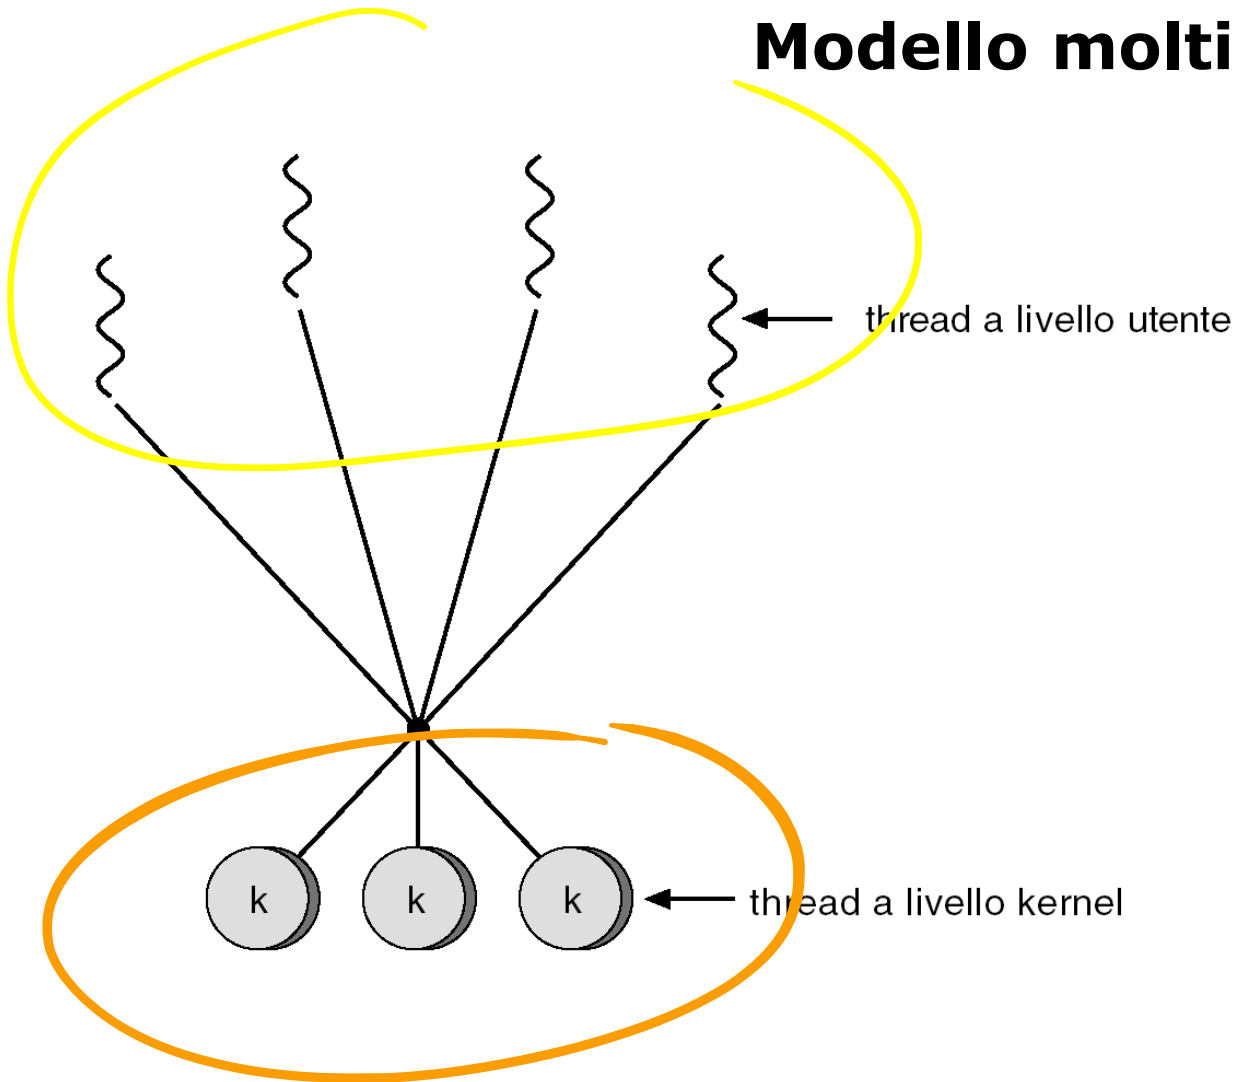 Modello molti
thread a livello utente
k k k
thread a livello kernel